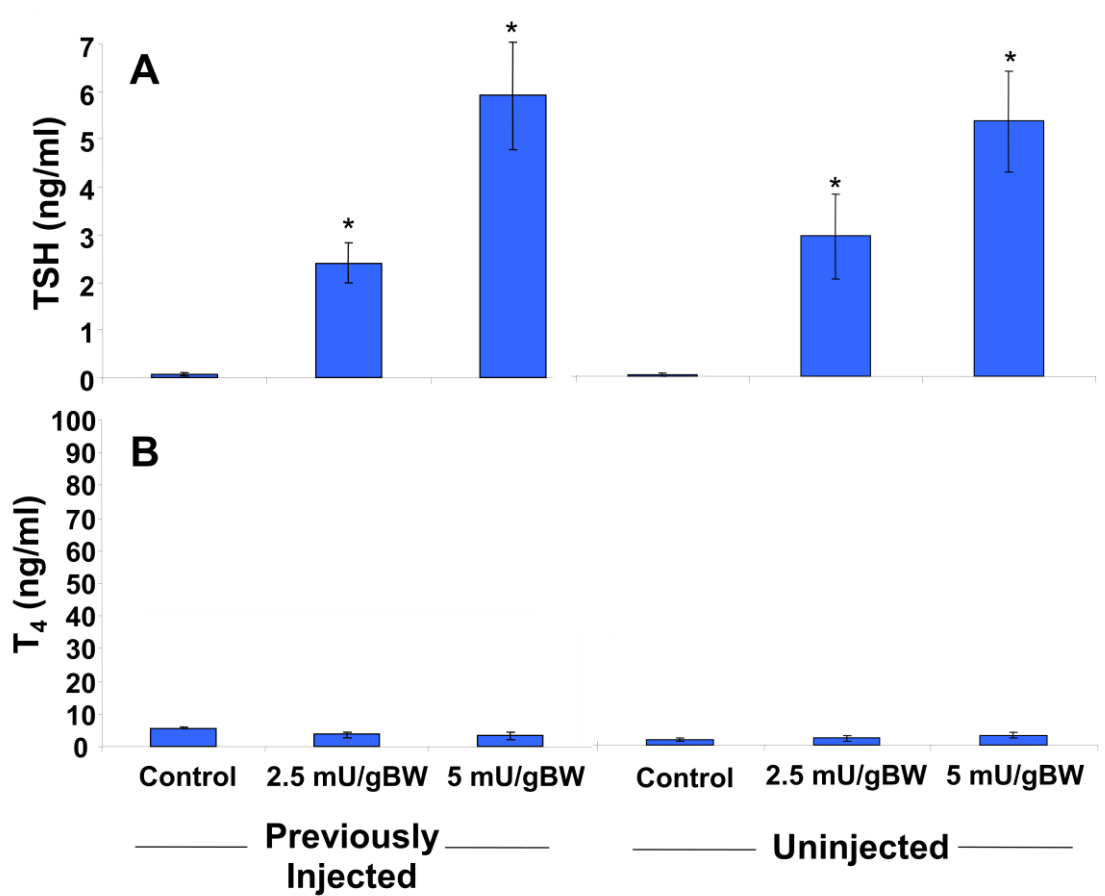 A
TSH (ng/ml)
7
6
5
4
3
2
1
0
*
*
*
*
B
T₄ (ng/ml)
100
90
80
70
60
50
40
30
20
10
0
Control 2.5 mU/gBW 5 mU/gBW Control 2.5 mU/gBW 5 mU/gBW
Previously
Injected
Uninjected